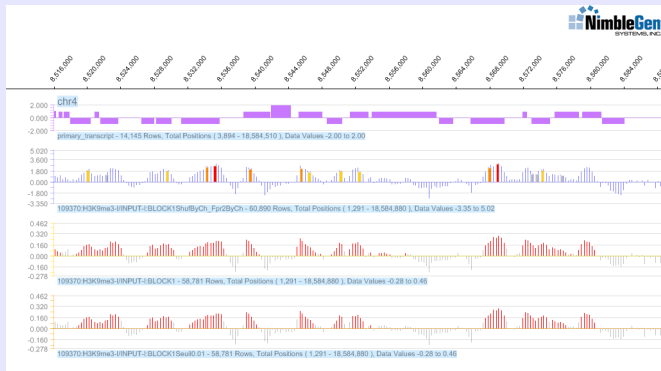 NimbleGen
SYSTEMS, INC.
8,516,000 8,520,000 8,524,000 8,528,000 8,532,000 8,536,000 8,540,000 8,544,000 8,548,000 8,552,000 8,556,000 8,560,000 8,564,000 8,568,000 8,572,000 8,576,000 8,580,000 8,584,000
chr4
2.000
0.000
-2.000
primary_transcript - 14,145 Rows, Total Positions ( 3,894 - 18,584,510 ), Data Values -2.00 to 2.00
5.020
3.600
1.800
0.000
-1.800
-3.350
109370:H3K9me3-I/INPUT-I:BLOCK1ShufByCh_Fpr2ByCh - 60,890 Rows, Total Positions ( 1,291 - 18,584,880 ), Data Values -3.35 to 5.02
0.462
0.320
0.160
0.000
-0.160
-0.278
109370:H3K9me3-I/INPUT-I:BLOCK1 - 58,781 Rows, Total Positions ( 1,291 - 18,584,880 ), Data Values -0.28 to 0.46
0.462
0.320
0.160
0.000
-0.160
-0.278
109370:H3K9me3-I/INPUT-I:BLOCK1Seuil0.01 - 58,781 Rows, Total Positions ( 1,291 - 18,584,880 ), Data Values -0.28 to 0.46